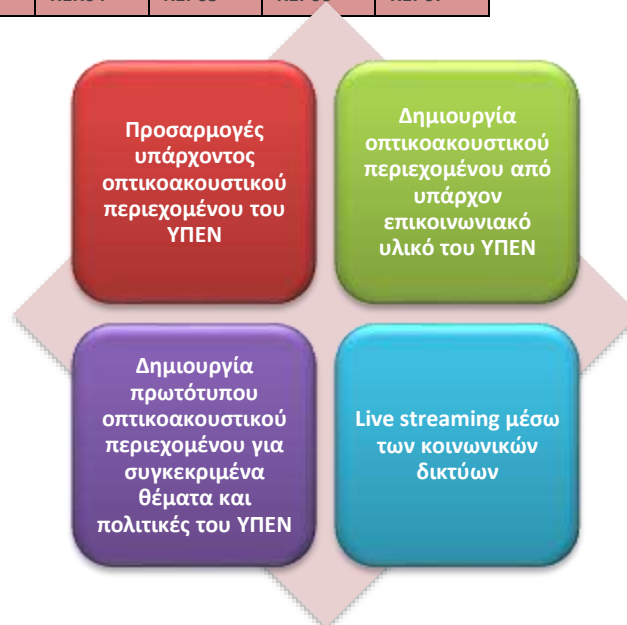 Προσαρμογές
υπάρχοντος
οπτικοακουστικού
περιεχομένου του
ΥΠΕΝ
Δημιουργία
οπτικοακουστικού
περιεχομένου από
υπάρχον
επικοινωνιακό
υλικό του ΥΠΕΝ
Δημιουργία
πρωτότυπου
οπτικοακουστικού
περιεχομένου για
συγκεκριμένα
θέματα και
πολιτικές του ΥΠΕΝ
Live streaming μέσω
των κοινωνικών
δικτύων